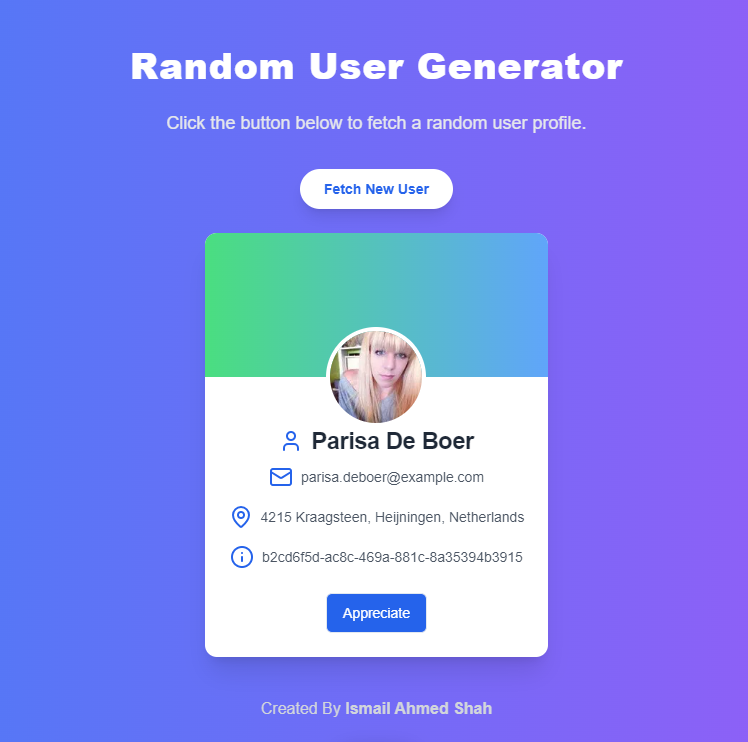 Random User Generator
Click the button below to fetch a random user profile.
Fetch New User
Parisa De Boer
parisa.deboer@example.com
4215 Kraagsteen, Heijningen, Netherlands
b2cd6f5d-ac8c-469a-881c-8a35394b3915
Appreciate
Created By Ismail Ahmed Shah